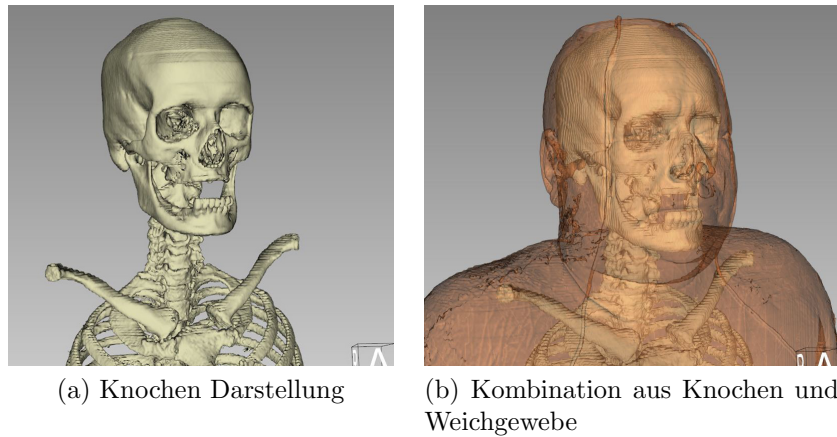 (a) Knochen Darstellung
(b) Kombination aus Knochen und
Weichgewebe
A
A